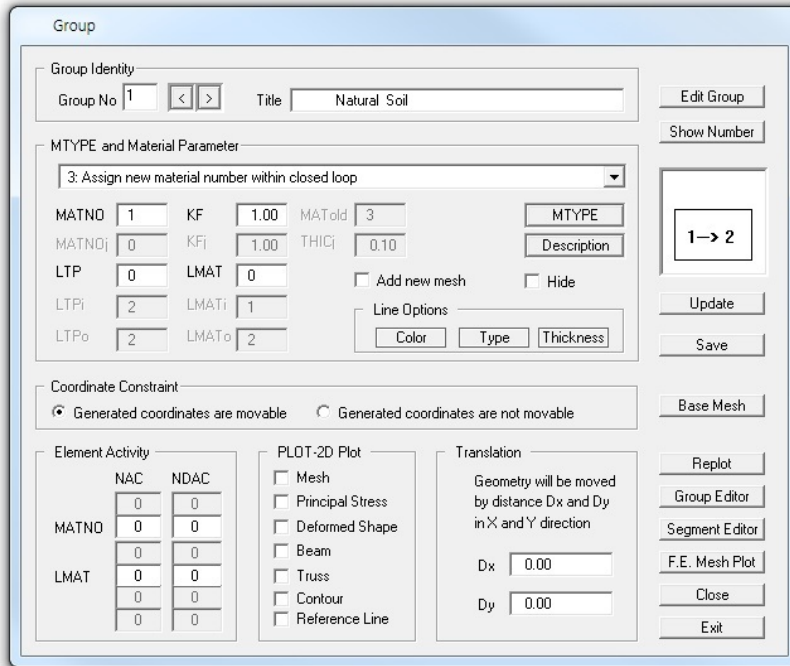 Group
Group Identity
Group No 1 < > Title Natural Soil
Edit Group
Show Number
MTYPE and Material Parameter
3: Assign new material number within closed loop
MATNO 1 KF 1.00 MATold 3 MTYPE
MATNOj 0 KFj 1.00 THICj 0.10 Description
LTP 0 LMAT 0 Add new mesh Hide
LTPi 2 LMATi 1 Line Options
LTPo 2 LMATo 2 Color Type Thickness
1--> 2
Update
Save
Coordinate Constraint
Generated coordinates are movable Generated coordinates are not movable
Base Mesh
Element Activity
NAC NDAC
0 0
MATNO 0 0
0 0
LMAT 0 0
0 0
0 0
PLOT-2D Plot
Mesh
Principal Stress
Deformed Shape
Beam
Truss
Contour
Reference Line
Translation
Geometry will be moved
by distance Dx and Dy
in X and Y direction
Dx 0.00
Dy 0.00
Replot
Group Editor
Segment Editor
F.E. Mesh Plot
Close
Exit